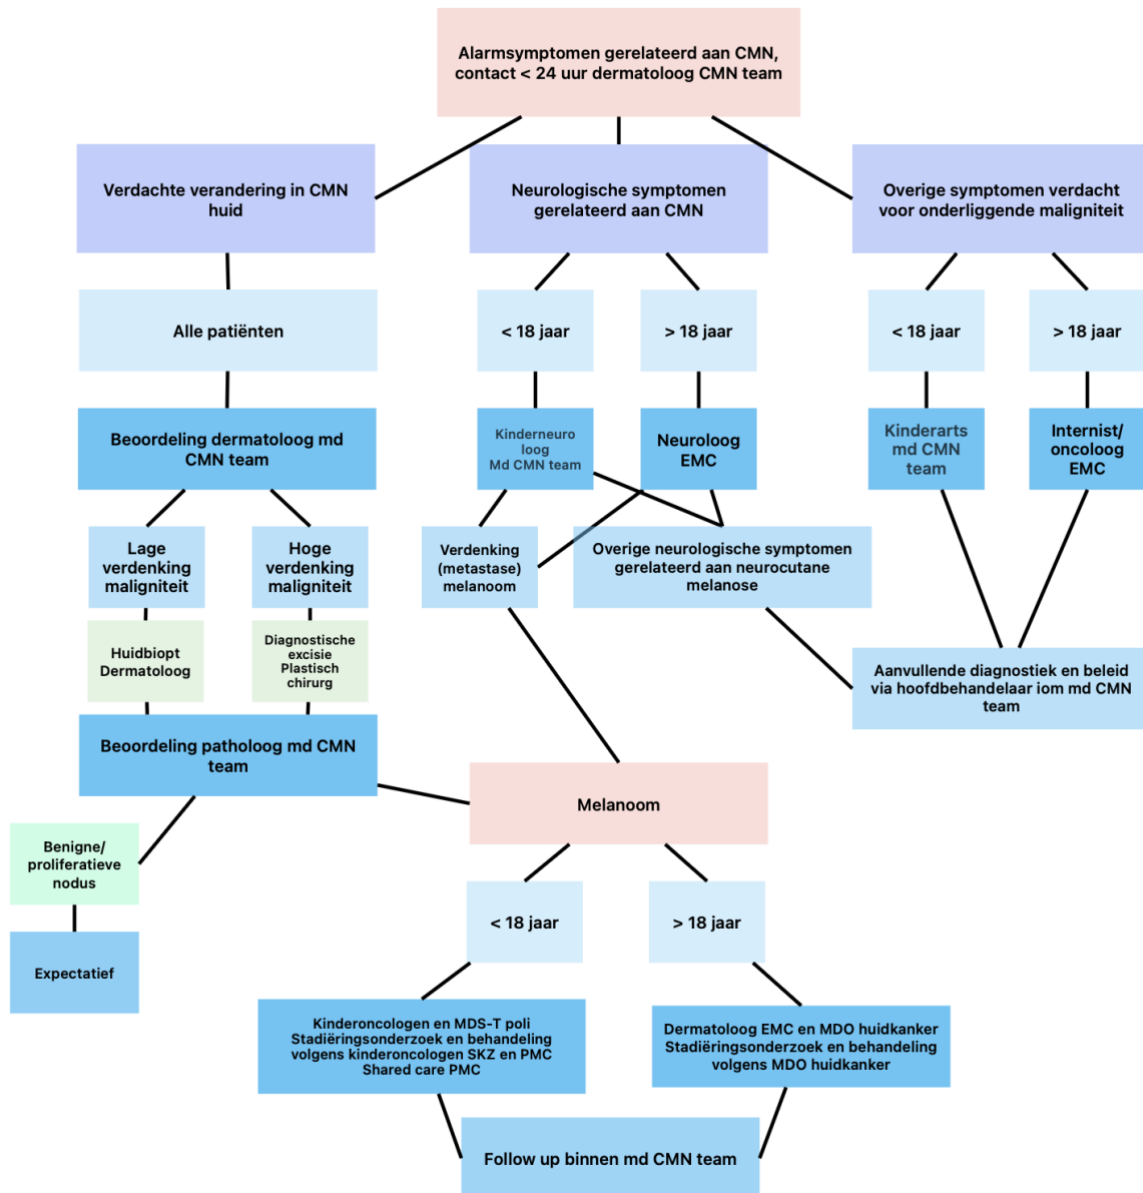 Alarmsymptomen gerelateerd aan CMN,
contact < 24 uur dermatoloog CMN team
Verdachte verandering in CMN
huid
Neurologische symptomen
gerelateerd aan CMN
Overige symptomen verdacht
voor onderliggende maligniteit
Alle patiënten
< 18 jaar
> 18 jaar
< 18 jaar
> 18 jaar
Beoordeling dermatoloog md
CMN team
Kinderneuro
loog
Md CMN team
Neuroloog
EMC
Kinderarts
md CMN
team
Internist/
oncoloog
EMC
Lage
verdenking
maligniteit
Hoge
verdenking
maligniteit
Verdenking
(metastase)
melanoom
Overige neurologische symptomen
gerelateerd aan neurocutane
melanose
Huidbiopt
Dermatoloog
Diagnostische
excisie
Plastisch
chirurg
Aanvullende diagnostiek en beleid
via hoofdbehandelaar iom md CMN
team
Beoordeling patholoog md CMN
team
Melanoom
Benigne/
proliferatieve
nodus
< 18 jaar
> 18 jaar
Expectatief
Kinderoncologen en MDS-T poli
Stadiëringsonderzoek en behandeling
volgens kinderoncologen SKZ en PMC
Shared care PMC
Dermatoloog EMC en MDO huidkanker
Stadiëringsonderzoek en behandeling
volgens MDO huidkanker
Follow up binnen md CMN team